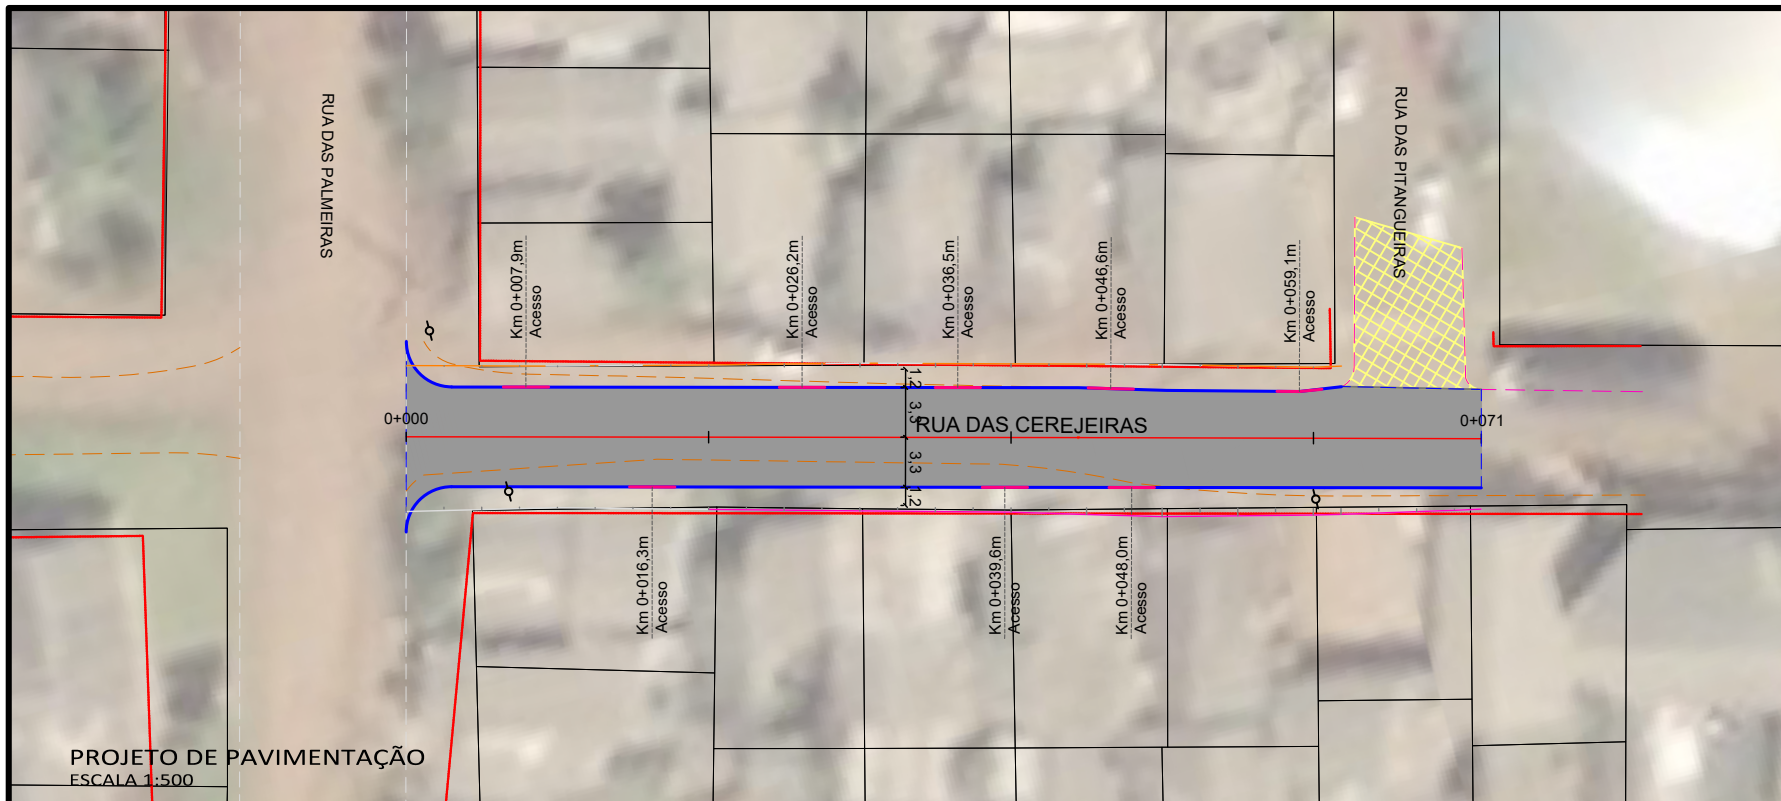 RUA DAS PALMEIRAS
RUA DAS PITANGUEIRAS
Km 0+007,9m
Acesso
Km 0+026,2m
Acesso
Km 0+036,5m
Acesso
Km 0+046,6m
Acesso
Km 0+059,1m
Acesso
1,2
3,3
0+000
RUA DAS CEREJEIRAS
0+071
3,3
1,2
Km 0+016,3m
Acesso
Km 0+039,6m
Acesso
Km 0+048,0m
Acesso
PROJETO DE PAVIMENTAÇÃO
ESCALA 1:500